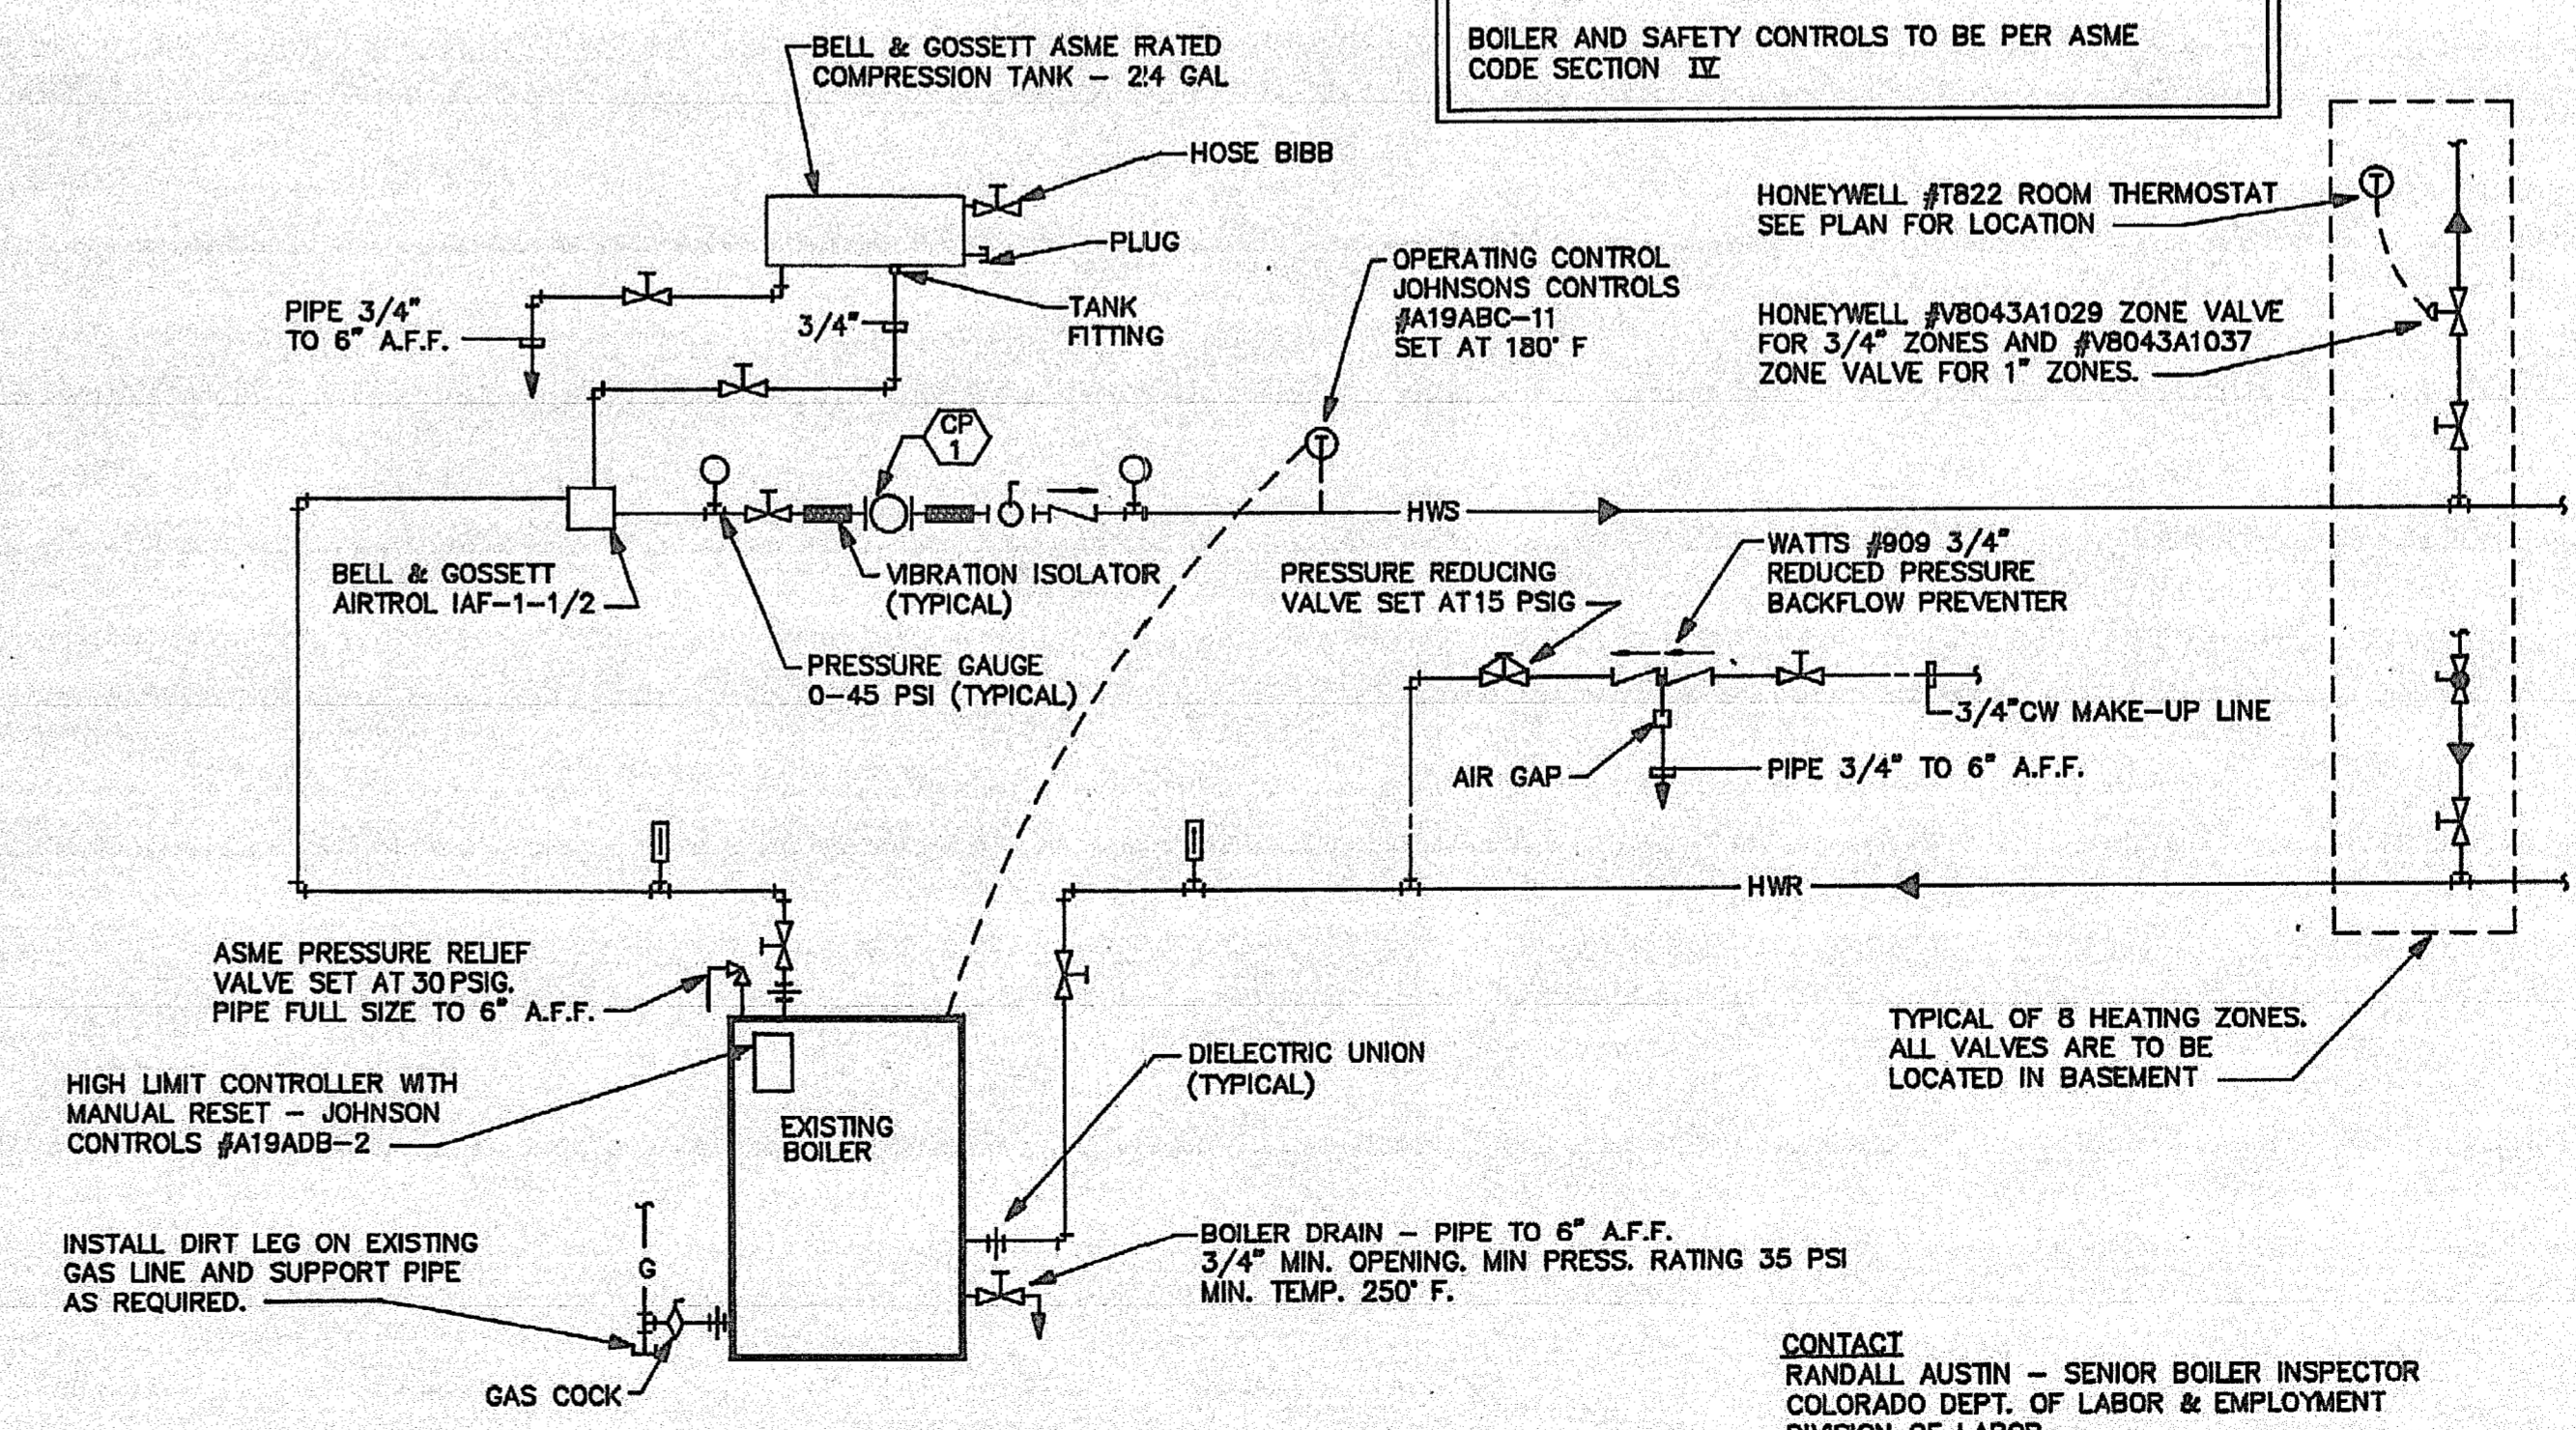 BELL & GOSSETT ASME RATED
COMPRESSION TANK - 24 GAL
BOILER AND SAFETY CONTROLS TO BE PER ASME
CODE SECTION IV
HOSE BIBB
PLUG
TANK
FITTING
3/4"
PIPE 3/4"
TO 6" A.F.F.
OPERATING CONTROL
JOHNSONS CONTROLS
#A19ABC-11
SET AT 180° F
HONEYWELL #T822 ROOM THERMOSTAT
SEE PLAN FOR LOCATION
T
HONEYWELL #V8043A1029 ZONE VALVE
FOR 3/4" ZONES AND #V8043A1037
ZONE VALVE FOR 1" ZONES.
CP
1
T
HWS
BELL & GOSSETT
AIRTROL IAF-1-1/2
VIBRATION ISOLATOR
(TYPICAL)
PRESSURE GAUGE
0-45 PSI (TYPICAL)
PRESSURE REDUCING
VALVE SET AT 15 PSIG
WATTS #909 3/4"
REDUCED PRESSURE
BACKFLOW PREVENTER
3/4"CW MAKE-UP LINE
AIR GAP
PIPE 3/4" TO 6" A.F.F.
HWR
ASME PRESSURE RELIEF
VALVE SET AT 30 PSIG.
PIPE FULL SIZE TO 6" A.F.F.
HIGH LIMIT CONTROLLER WITH
MANUAL RESET - JOHNSON
CONTROLS #A19ADB-2
EXISTING
BOILER
DIELECTRIC UNION
(TYPICAL)
TYPICAL OF 8 HEATING ZONES.
ALL VALVES ARE TO BE
LOCATED IN BASEMENT
INSTALL DIRT LEG ON EXISTING
GAS LINE AND SUPPORT PIPE
AS REQUIRED.
G
GAS COCK
BOILER DRAIN - PIPE TO 6" A.F.F.
3/4" MIN. OPENING. MIN PRESS. RATING 35 PSI
MIN. TEMP. 250° F.
CONTACT
RANDALL AUSTIN - SENIOR BOILER INSPECTOR
COLORADO DEPT. OF LABOR & EMPLOYMENT
DIVISION OF LABOR